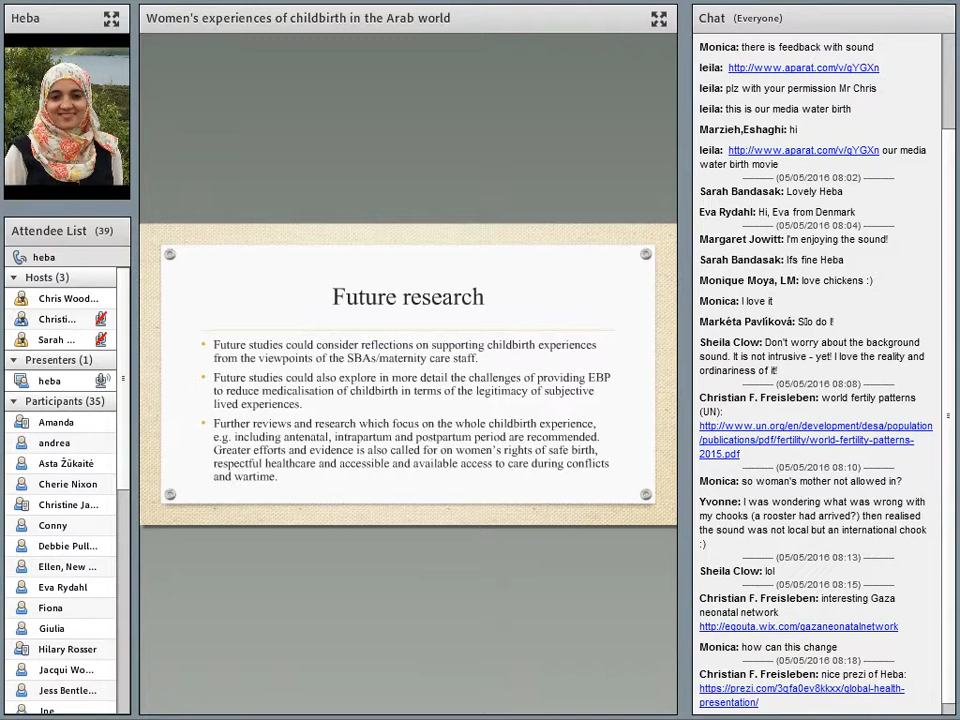 Heba
Women's experiences of childbirth in the Arab world
Chat (Everyone)
Attendee List (39)
heba
Hosts (3)
Chris Wood...
Christi...
Sarah ...
Presenters (1)
heba
Participants (35)
Amanda
andrea
Asta Žūkaitė
Cherie Nixon
Christine Ja...
Conny
Debbie Pull...
Ellen, New ...
Eva Rydahl
Fiona
Giulia
Hilary Rosser
Jacqui Wo...
Jess Bentle...
Future research
• Future studies could consider reflections on supporting childbirth experiences
from the viewpoints of the SBAs/maternity care staff.
• Future studies could also explore in more detail the challenges of providing EBP
to reduce medicalisation of childbirth in terms of the legitimacy of subjective
lived experiences.
• Further reviews and research which focus on the whole childbirth experience,
e.g. including antenatal, intrapartum and postpartum period are recommended.
Greater efforts and evidence is also called for on women's rights of safe birth,
respectful healthcare and accessible and available access to care during conflicts
and wartime.
Monica: there is feedback with sound
leila: http://www.aparat.com/v/gYGXn
leila: plz with your permission Mr Chris
leila: this is our media water birth
Marzieh,Eshaghi: hi
leila: http://www.aparat.com/v/gYGXn our media
water birth movie
——— (05/05/2016 08:02) ———
Sarah Bandasak: Lovely Heba
Eva Rydahl: Hi, Eva from Denmark
——— (05/05/2016 08:04) ———
Margaret Jowitt: I'm enjoying the sound!
Sarah Bandasak: Ifs fine Heba
Monique Moya, LM: love chickens :)
Monica: I love it
Markéta Pavlíková: do I!
Sheila Clow: Don't worry about the background
sound. It is not intrusive - yet! I love the reality and
ordinariness of it!
——— (05/05/2016 08:08) ———
Christian F. Freisleben: world fertily patterns
(UN):
http://www.un.org/en/development/desa/population
/publications/pdf/fertility/world-fertility-patterns-
2015.pdf
——— (05/05/2016 08:10) ———
Monica: so woman's mother not allowed in?
Yvonne: I was wondering what was wrong with
my chooks (a rooster had arrived?) then realised
the sound was not local but an international chook
:)
——— (05/05/2016 08:13) ———
Sheila Clow: lol
——— (05/05/2016 08:15) ———
Christian F. Freisleben: interesting Gaza
neonatal network
http://egouta.wix.com/gazaneonatalnetwork
Monica: how can this change
——— (05/05/2016 08:18) ———
Christian F. Freisleben: nice prezi of Heba:
https://prezi.com/3gfa0ev8kkxx/global-health-
presentation/